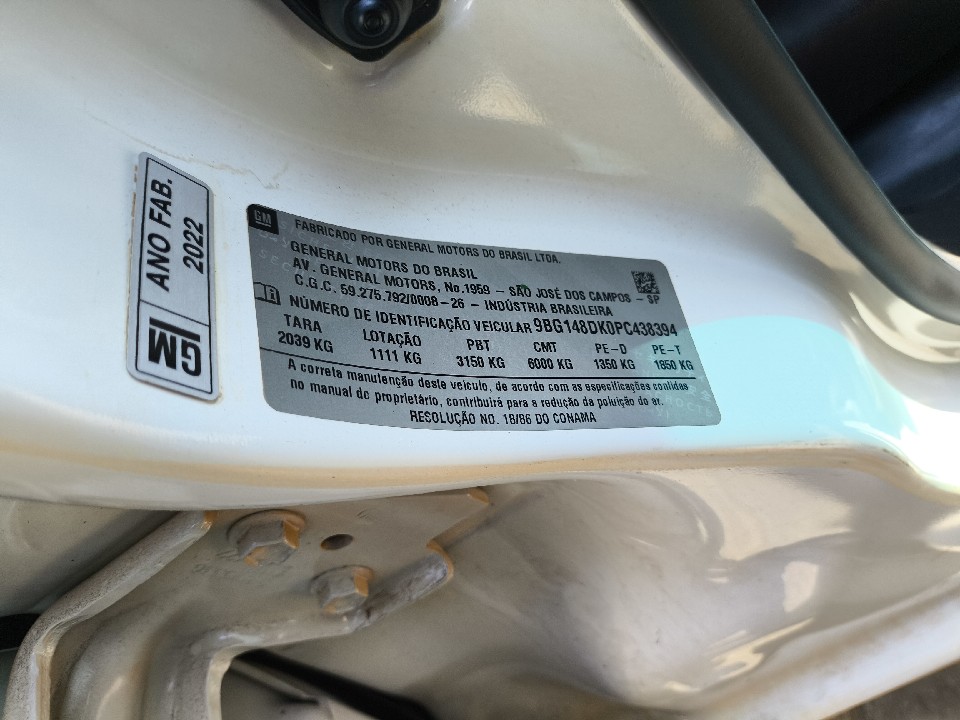 ANO FAB.
2022
GM
GM
FABRICADO POR GENERAL MOTORS DO BRASIL LTDA.
GENERAL MOTORS DO BRASIL
AV. GENERAL MOTORS, No.1959 - SÃO JOSÉ DOS CAMPOS - SP
C.G.C. 59.275.792/0008-26 - INDÚSTRIA BRASILEIRA
NÚMERO DE IDENTIFICAÇÃO VEICULAR 9BG148DK0PC438394
TARA LOTAÇÃO PBT CMT PE-D PE-T
2039 KG 1111 KG 3150 KG 6000 KG 1350 KG 1850 KG
A correta manutenção deste veículo, de acordo com as especificações contidas
no manual do proprietário, contribuirá para a redução da poluição do ar.
RESOLUÇÃO NO. 18/86 DO CONAMA